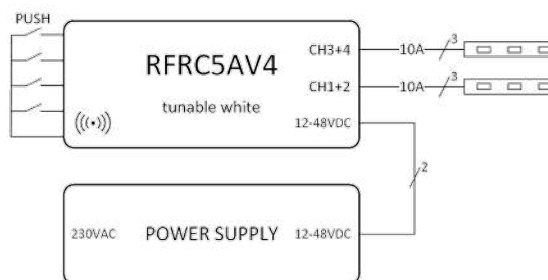 PUSH
RFRC5AV4
tunable white
CH3+4
10A
3
CH1+2
10A
3
12-48VDC
2
230VAC
POWER SUPPLY
12-48VDC